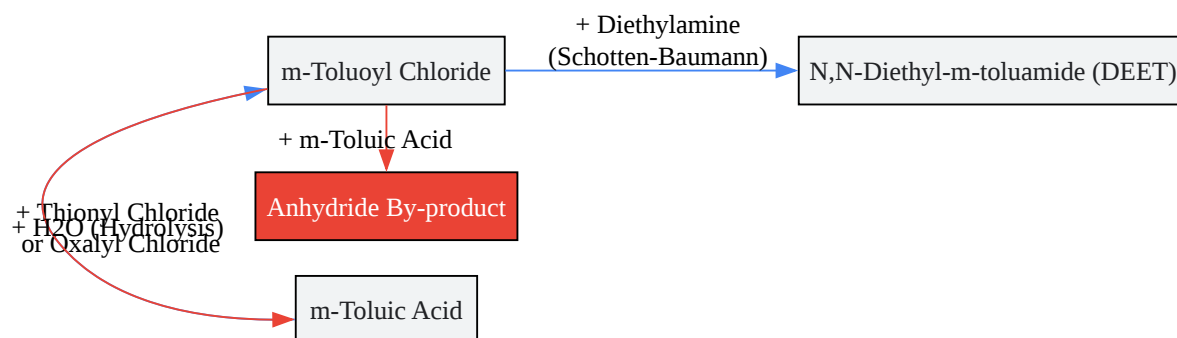 + Diethylamine
(Schotten-Baumann)
m-Toluoyl Chloride
N,N-Diethyl-m-toluamide (DEET)
+ m-Toluic Acid
Anhydride By-product
+ Thionyl Chloride
+ H2O (Hydrolysis)
or Oxalyl Chloride
m-Toluic Acid